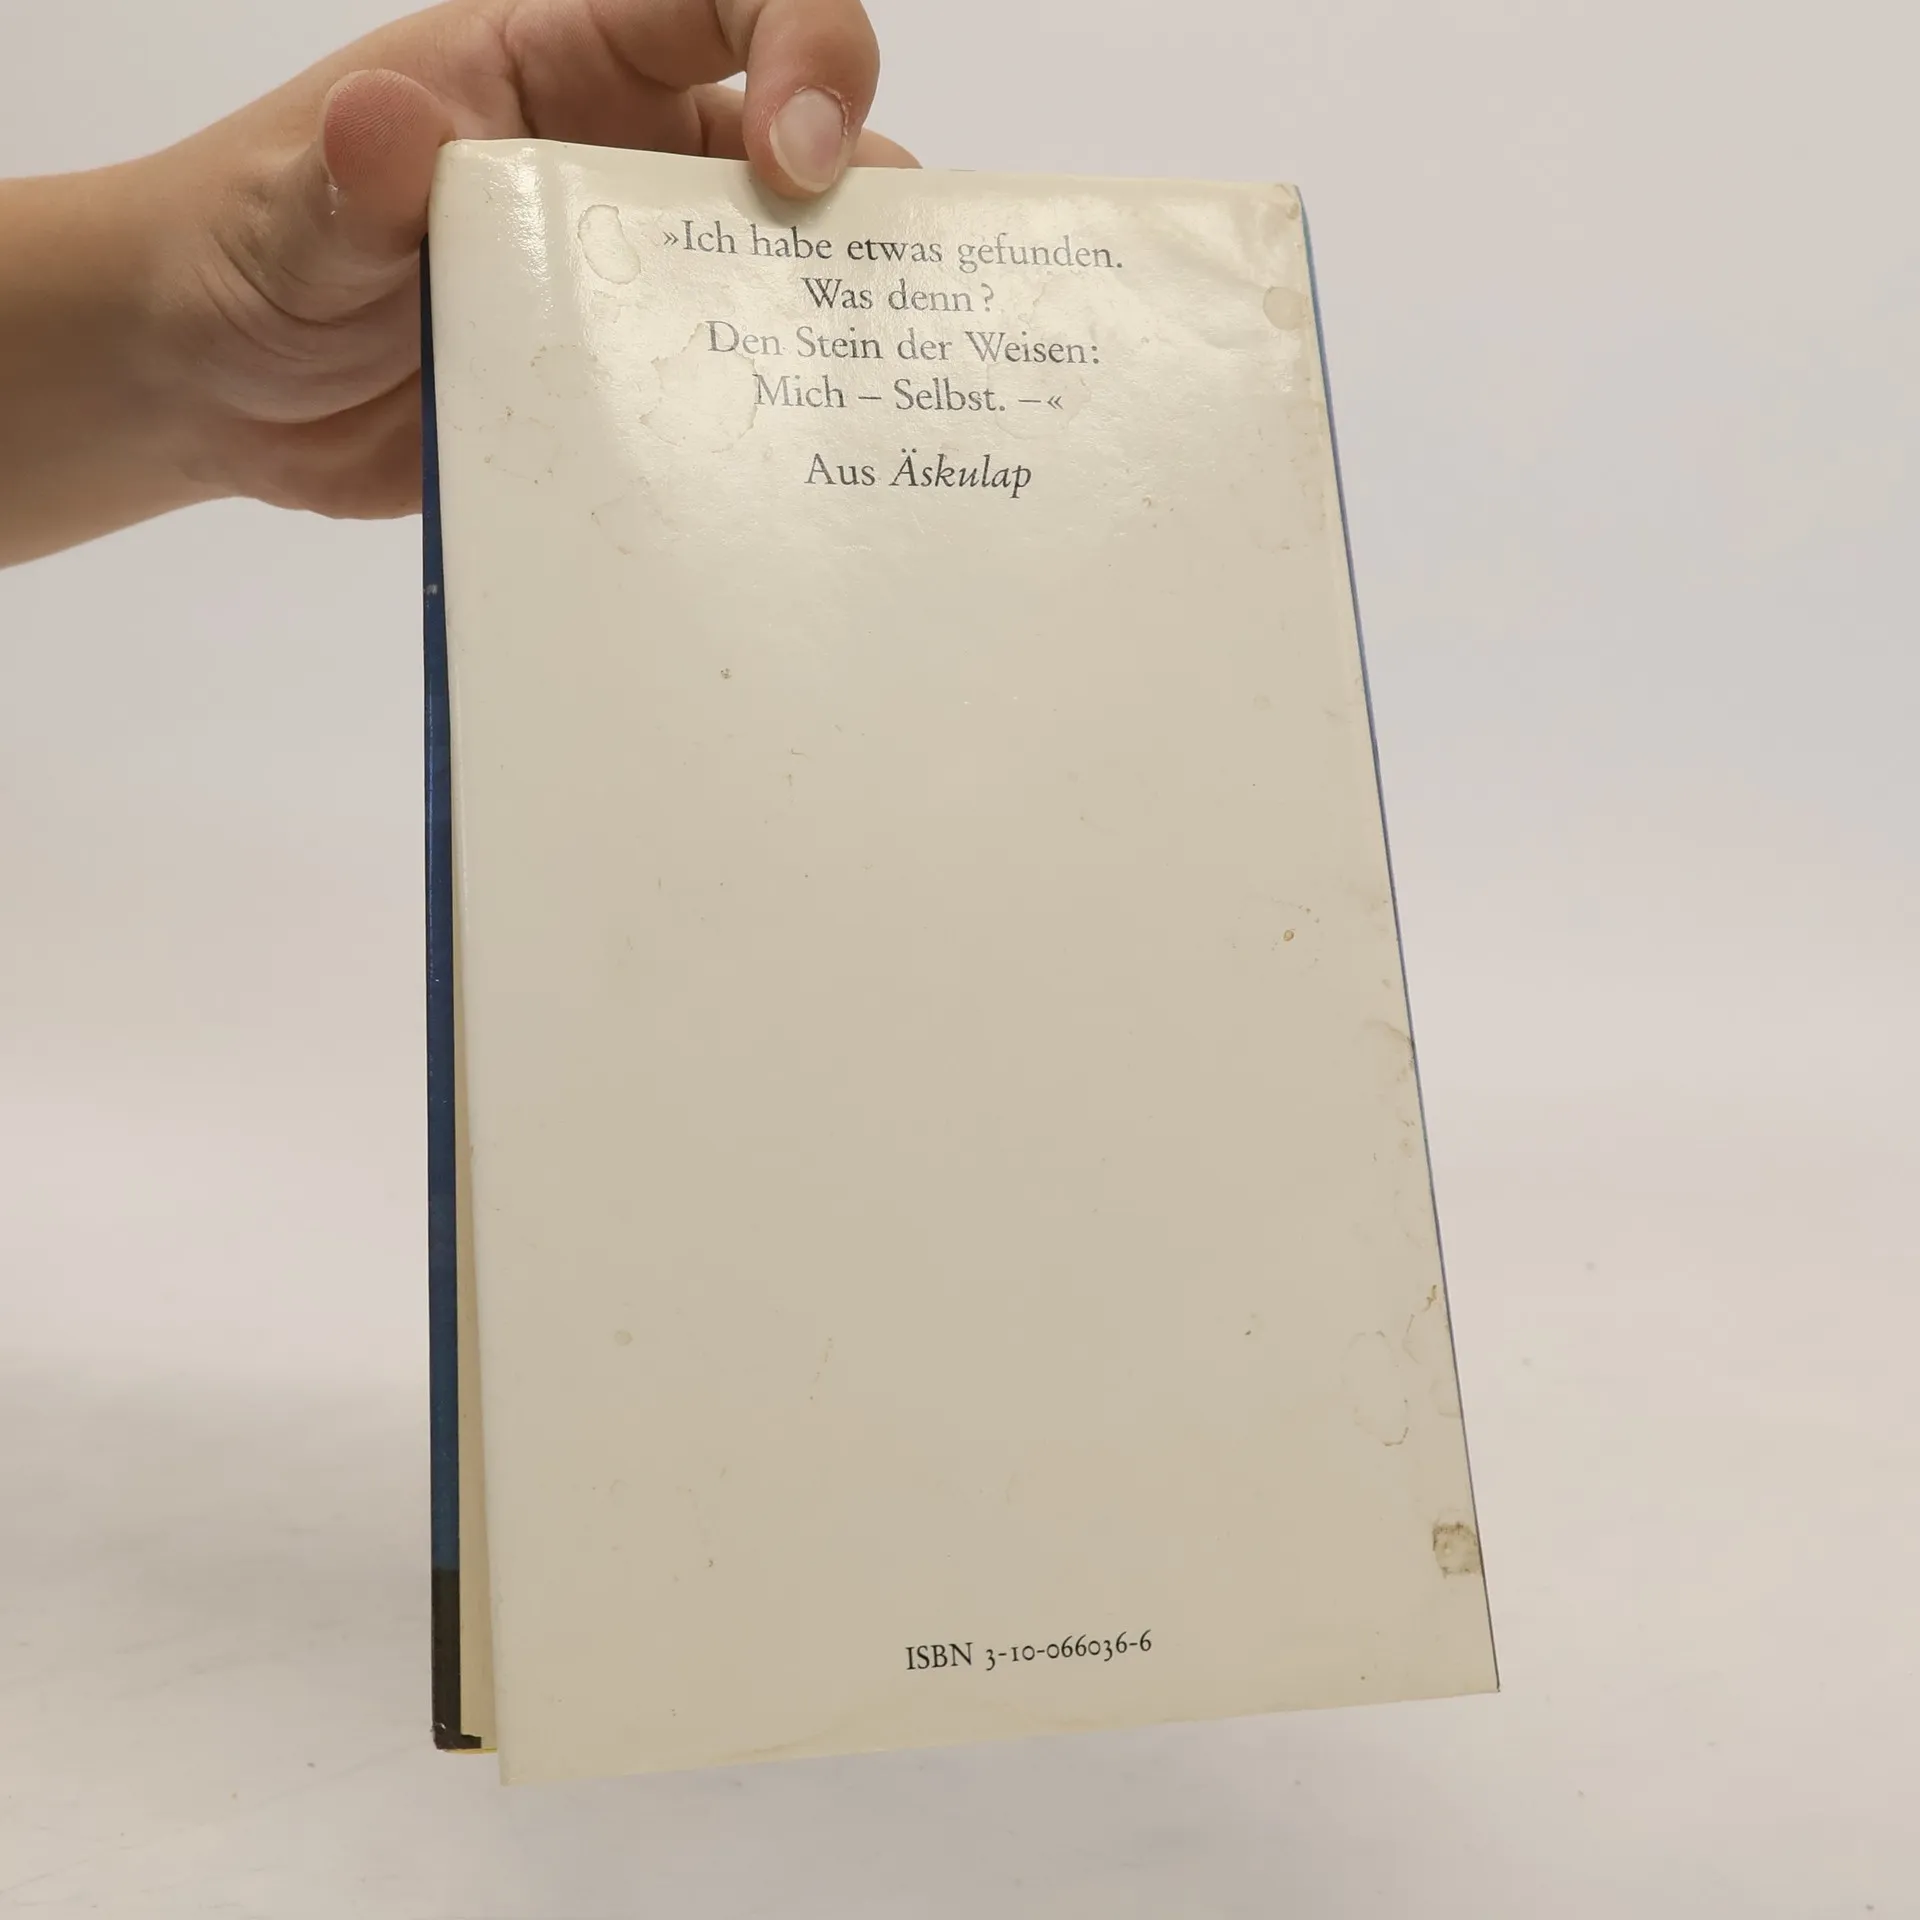 »Ich habe etwas gefunden.
Was denn?
Den Stein der Weisen:
Mich – Selbst. –«
Aus Äskulap
ISBN 3-10-066036-6